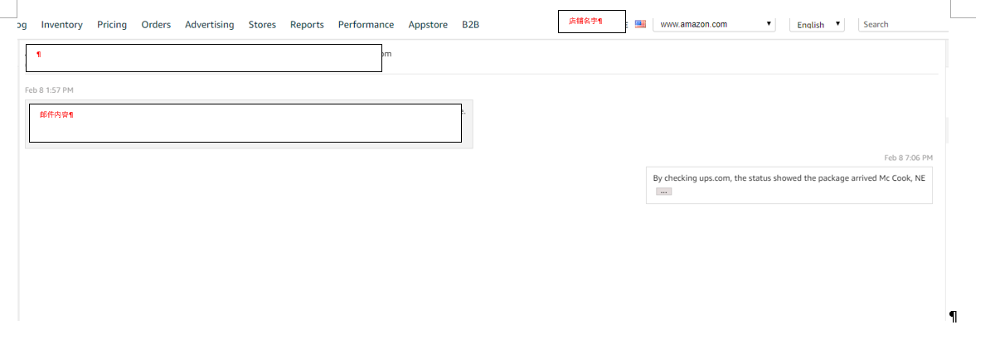 og Inventory Pricing Orders Advertising Stores Reports Performance Appstore B2B 店铺名字¶ www.amazon.com English Search
¶ om
Feb 8 1:57 PM
邮件内容¶ e.
Feb 8 7:06 PM
By checking ups.com, the status showed the package arrived Mc Cook, NE
...
¶